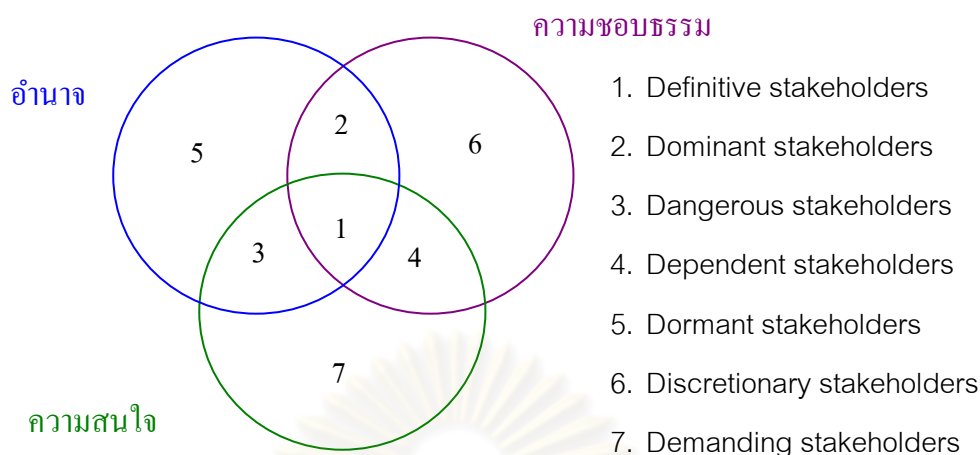 ความชอบธรรม
อำนาจ
1. Definitive stakeholders
2
5
6
2. Dominant stakeholders
3. Dangerous stakeholders
1
3
4
4. Dependent stakeholders
5. Dormant stakeholders
7
6. Discretionary stakeholders
ความสนใจ
7. Demanding stakeholders